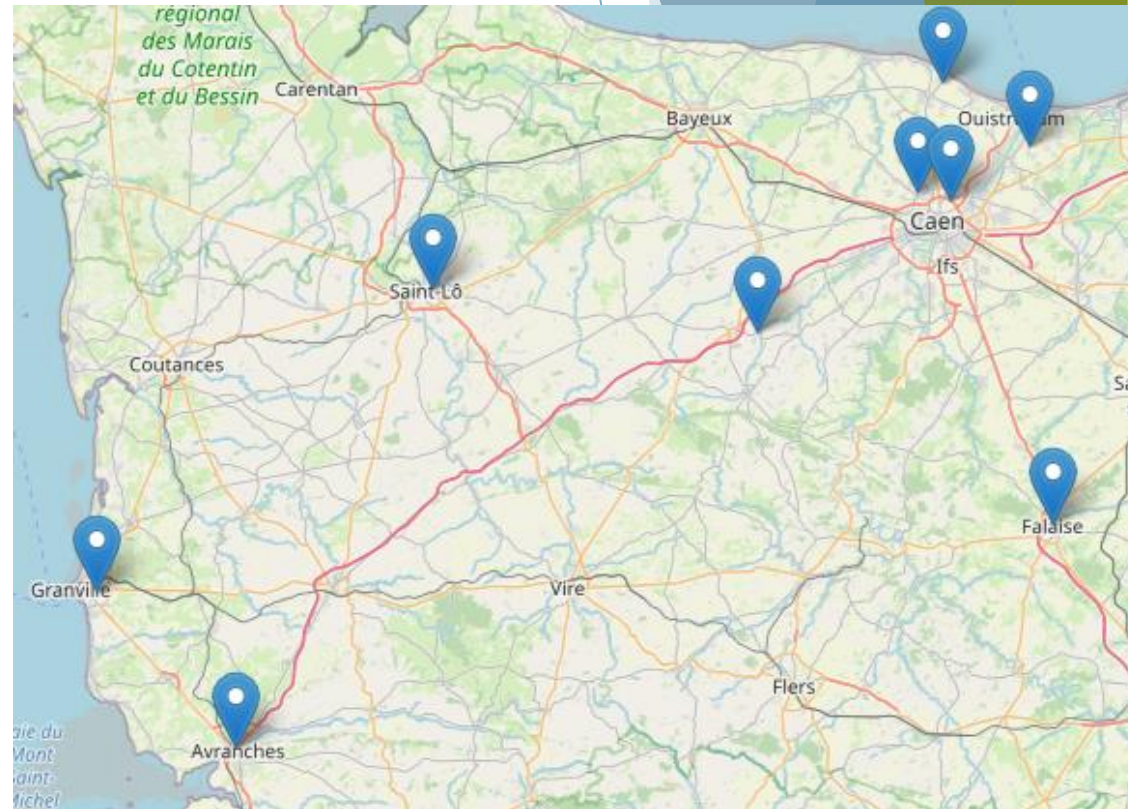 régional
des Marais
du Cotentin
et du Bessin
Carentan
Bayeux
Caen
Ifs
Saint-Lô
Coutances
Falaise
Granville
Vire
Flers
Avranches
Mont